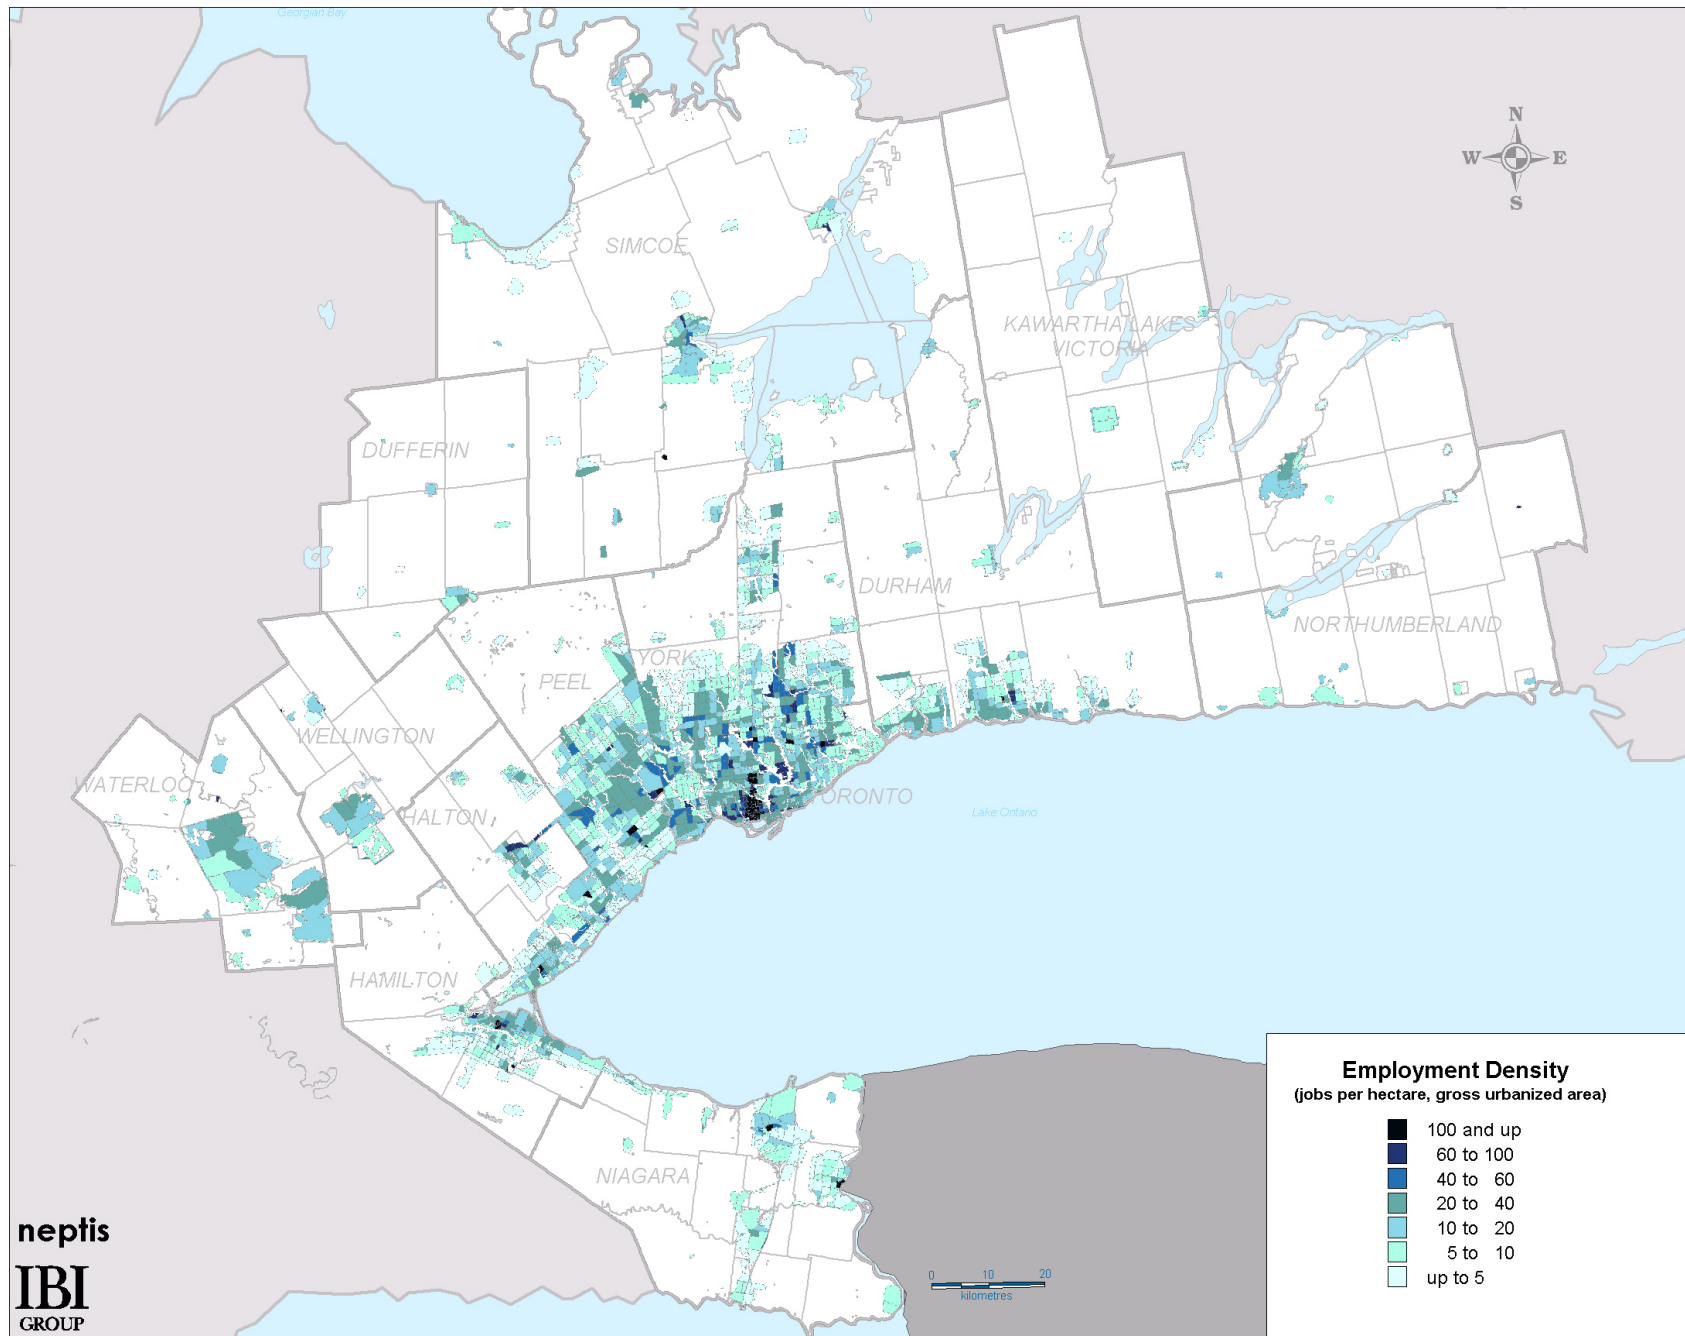 Georgian Bay
N
W E
S
SIMCOE
KAWARTHA LAKES
VICTORIA
DUFFERIN
DURHAM
NORTHUMBERLAND
YORK
PEEL
WELLINGTON
WATERLOO
HALTON
TORONTO
Lake Ontario
HAMILTON
NIAGARA
Employment Density
(jobs per hectare, gross urbanized area)
100 and up
60 to 100
40 to 60
20 to 40
10 to 20
5 to 10
up to 5
0 10 20
kilometres
neptis
IBI
GROUP